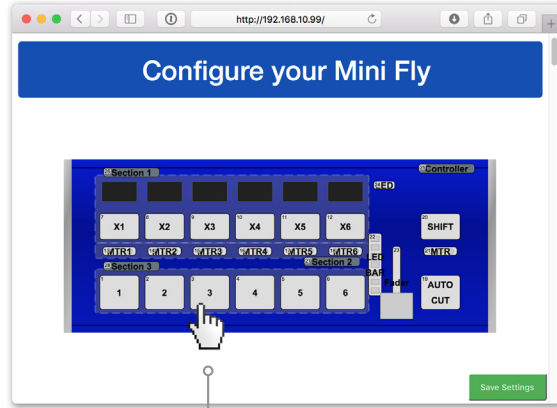 http://192.168.10.99/
Configure your Mini Fly
Section 1
Controller
7 X1
8 X2
9 X3
10 X4
11 X5
12 X6
20 SHIFT
MTR1
MTR2
MTR3
MTR4
MTR5
MTR6
22
LED
BAR
23
Fader
MTR
Section 2
Section 3
1 1
2 2
3 3
4 4
5 5
6 6
19 AUTO
CUT
Save Settings